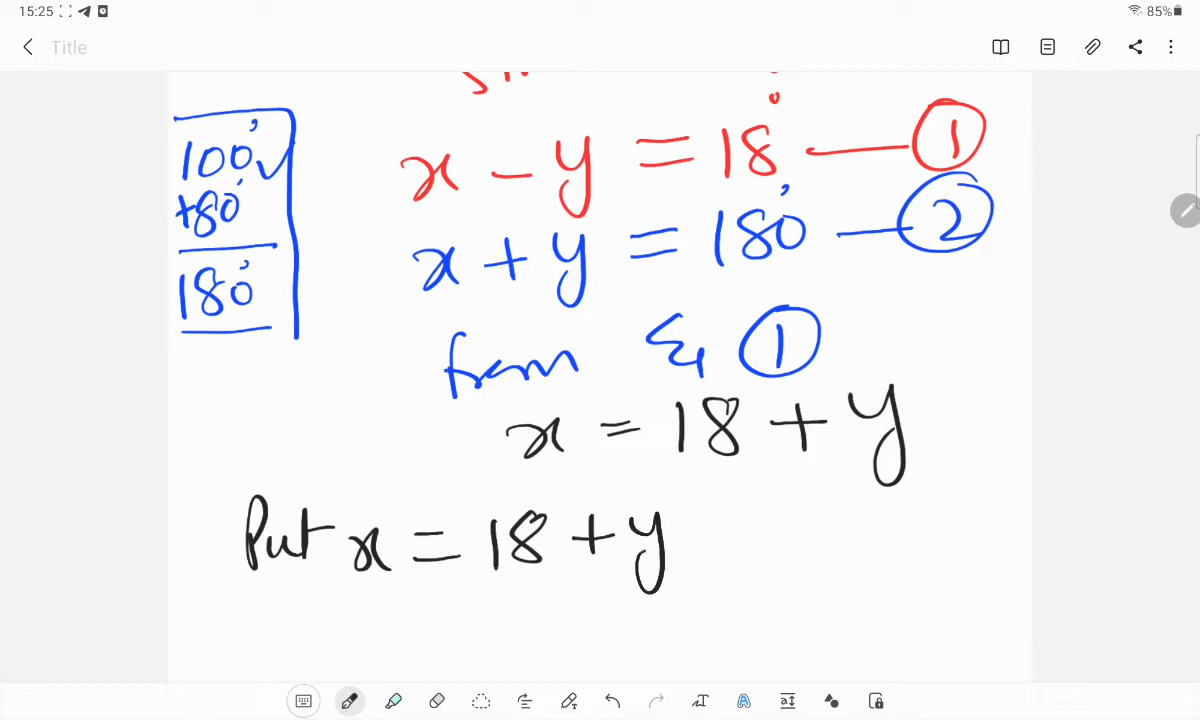 15:25
85%
Title
x - y = 18° — ①
x + y = 180° — ②
100°
+80°
180°
from Eq ①
x = 18 + y
Put x = 18 + y